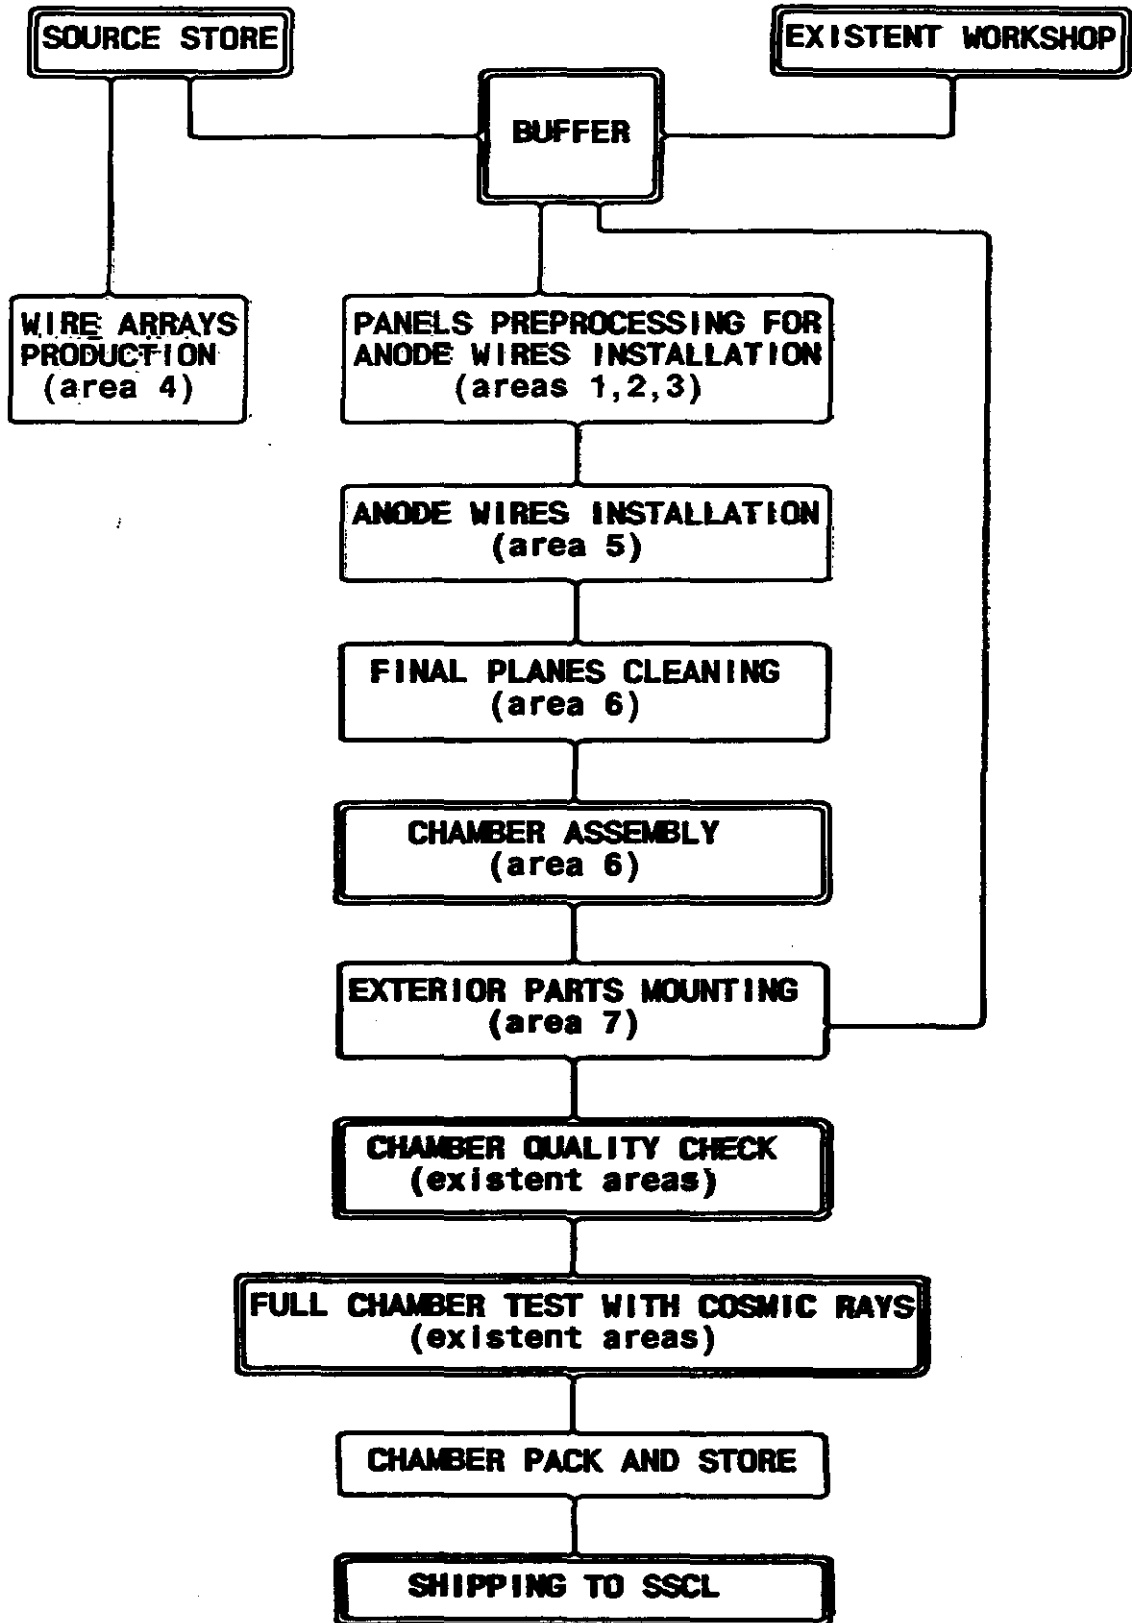 SOURCE STORE
EXISTENT WORKSHOP
BUFFER
WIRE ARRAYS
PRODUCTION
(area 4)
PANELS PREPROCESSING FOR
ANODE WIRES INSTALLATION
(areas 1,2,3)
ANODE WIRES INSTALLATION
(area 5)
FINAL PLANES CLEANING
(area 6)
CHAMBER ASSEMBLY
(area 6)
EXTERIOR PARTS MOUNTING
(area 7)
CHAMBER QUALITY CHECK
(existent areas)
FULL CHAMBER TEST WITH COSMIC RAYS
(existent areas)
CHAMBER PACK AND STORE
SHIPPING TO SSCL